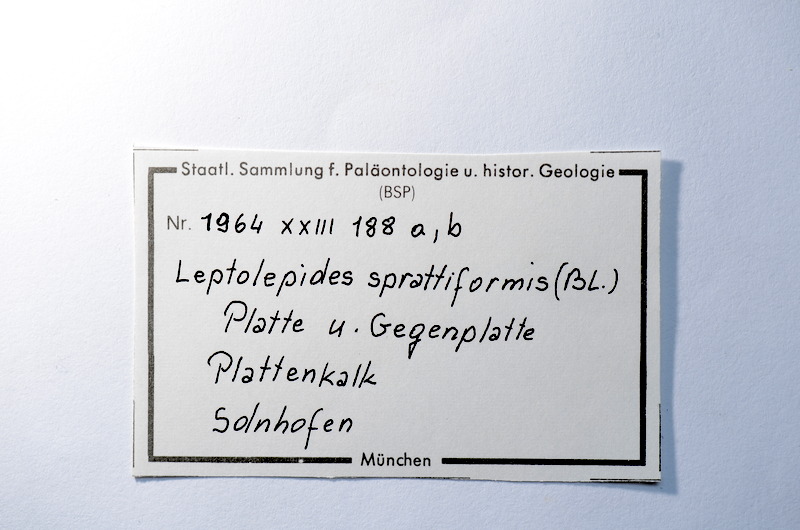 Staatl. Sammlung f. Paläontologie u. histor. Geologie
(BSP)
Nr. 1964 XXIII 188 a, b
Leptolepides sprattiformis (BL.)
Platte u. Gegenplatte
Plattenkalk
Solnhofen
München